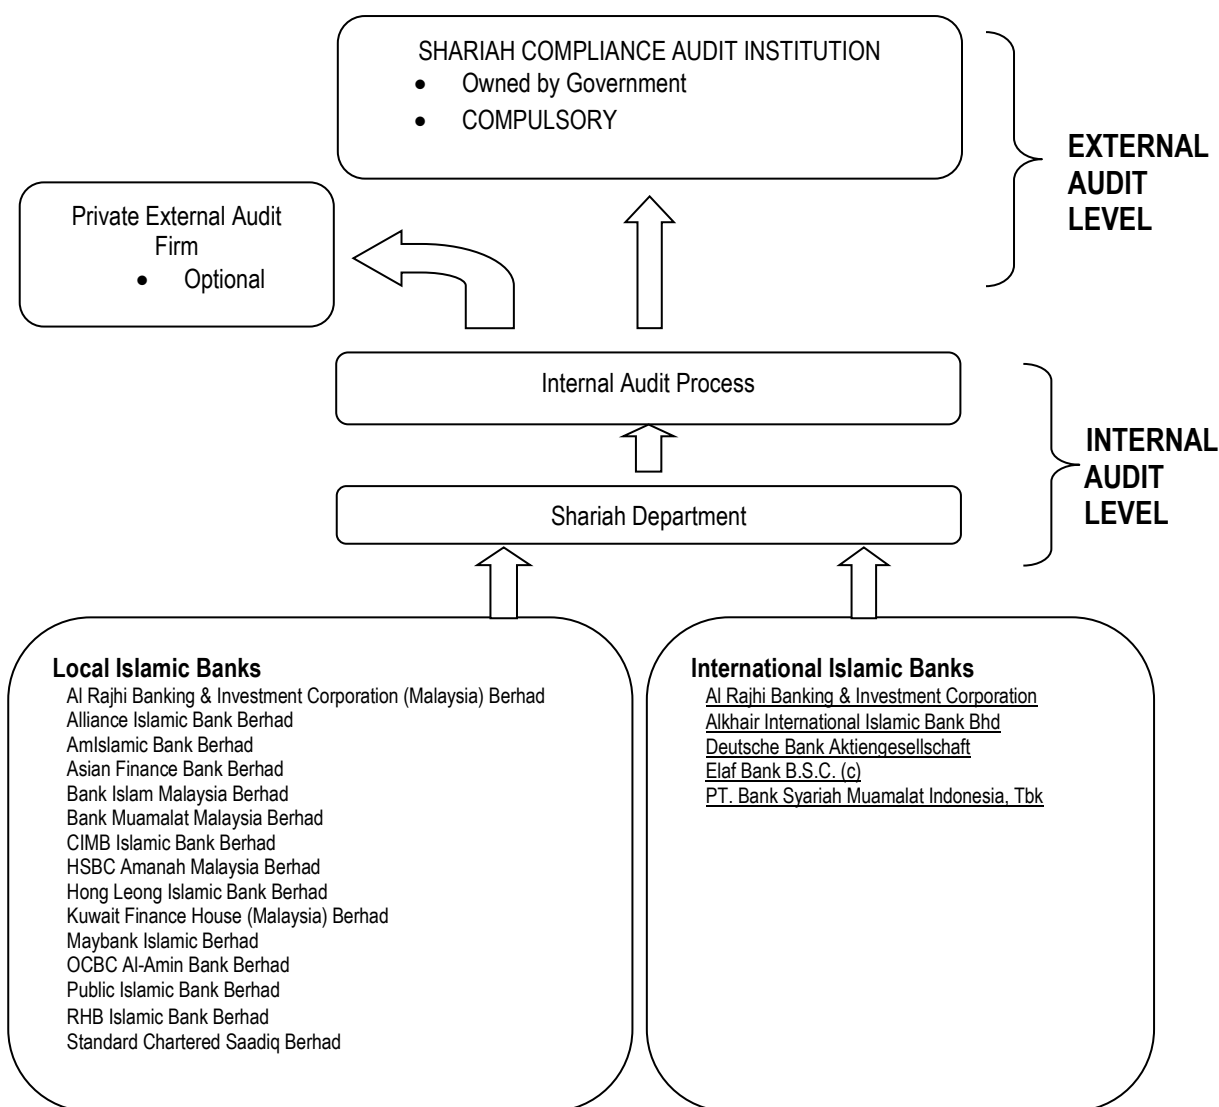 SHARIAH COMPLIANCE AUDIT INSTITUTION
• Owned by Government
• COMPULSORY
EXTERNAL
AUDIT
LEVEL
Private External Audit
Firm
• Optional
Internal Audit Process
INTERNAL
AUDIT
LEVEL
Shariah Department
Local Islamic Banks
Al Rajhi Banking & Investment Corporation (Malaysia) Berhad
Alliance Islamic Bank Berhad
AmIslamic Bank Berhad
Asian Finance Bank Berhad
Bank Islam Malaysia Berhad
Bank Muamalat Malaysia Berhad
CIMB Islamic Bank Berhad
HSBC Amanah Malaysia Berhad
Hong Leong Islamic Bank Berhad
Kuwait Finance House (Malaysia) Berhad
Maybank Islamic Berhad
OCBC Al-Amin Bank Berhad
Public Islamic Bank Berhad
RHB Islamic Bank Berhad
Standard Chartered Saadiq Berhad
International Islamic Banks
Al Rajhi Banking & Investment Corporation
Alkhair International Islamic Bank Bhd
Deutsche Bank Aktiengesellschaft
Elaf Bank B.S.C. (c)
PT. Bank Syariah Muamalat Indonesia, Tbk